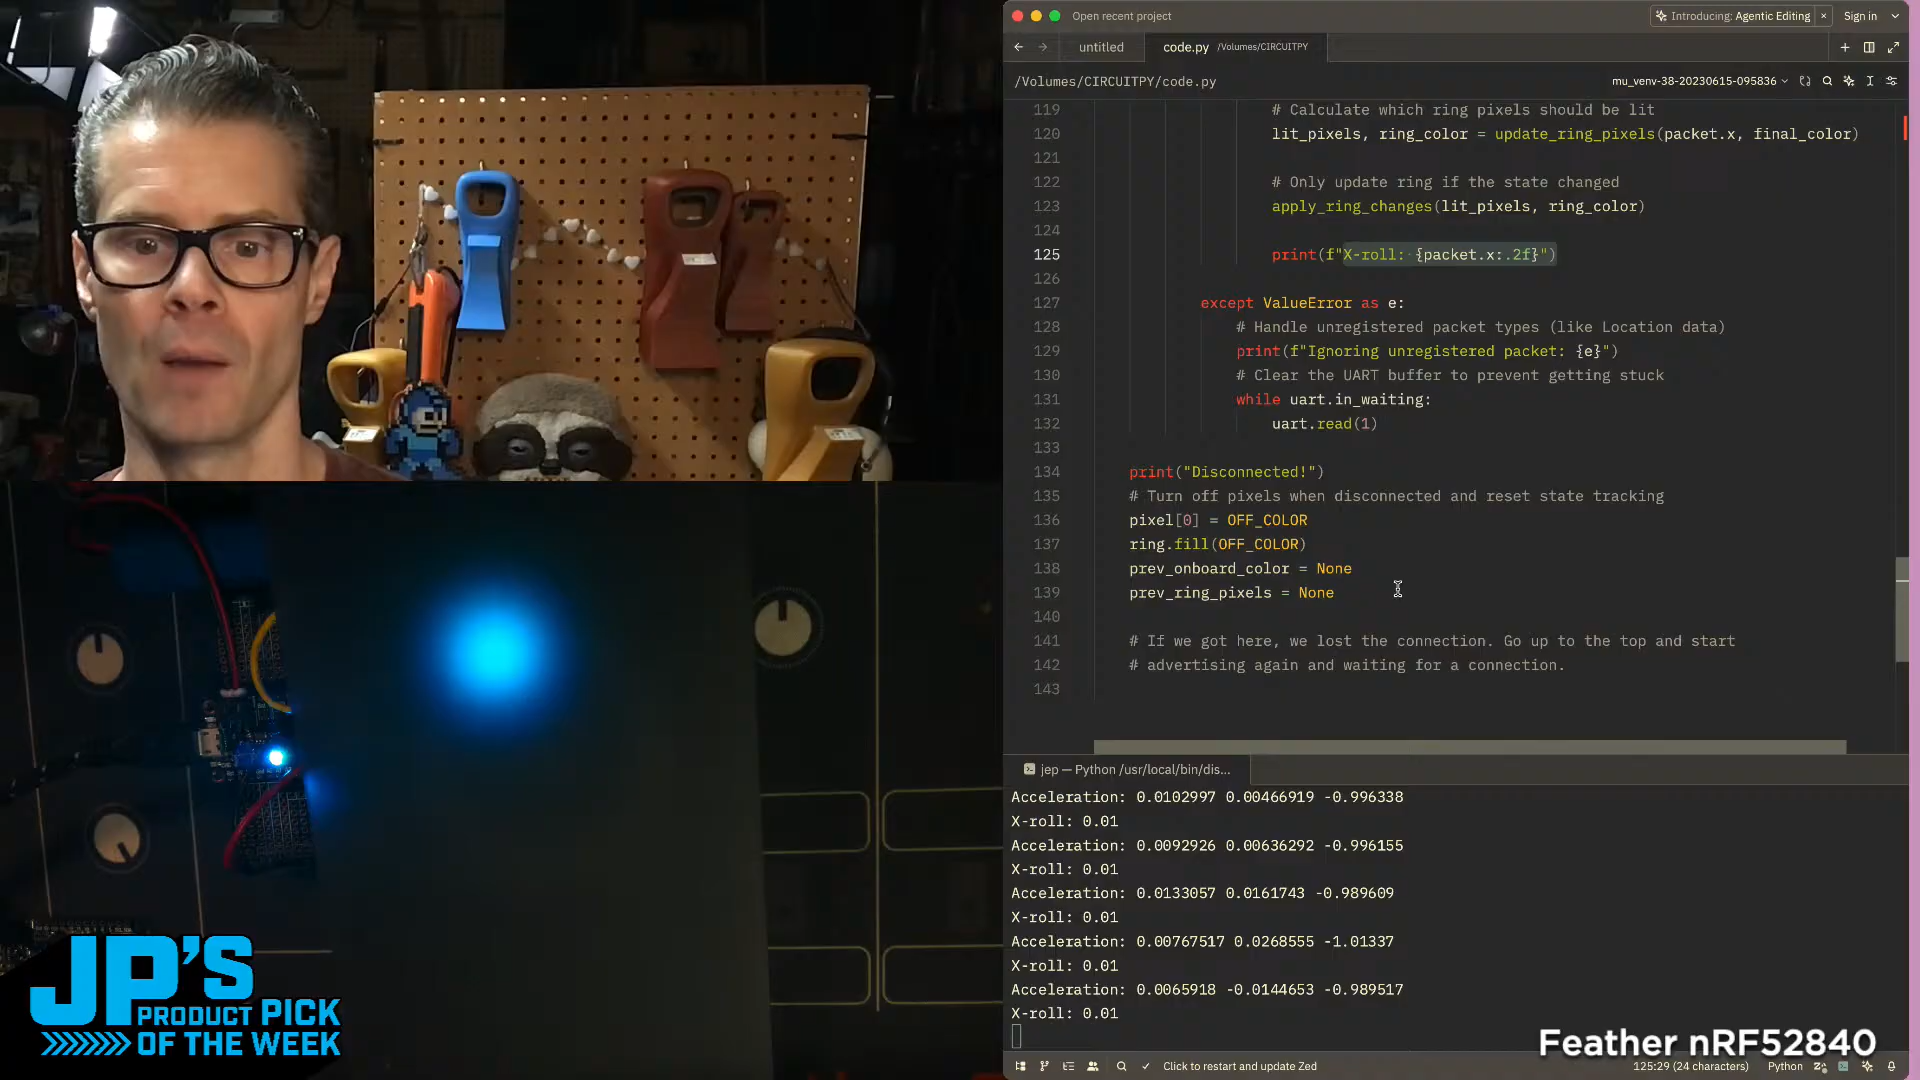 Open recent project
Introducing: Agentic Editing
Sign in
untitled
code.py /Volumes/CIRCUITPY
/Volumes/CIRCUITPY/code.py
mu_venv-38-20230615-095836
119 # Calculate which ring pixels should be lit
120 lit_pixels, ring_color = update_ring_pixels(packet.x, final_color)
121
122 # Only update ring if the state changed
123 apply_ring_changes(lit_pixels, ring_color)
124
125 print(f"X-roll: {packet.x:.2f}")
126
127 except ValueError as e:
128 # Handle unregistered packet types (like Location data)
129 print(f"Ignoring unregistered packet: {e}")
130 # Clear the UART buffer to prevent getting stuck
131 while uart.in_waiting:
132 uart.read(1)
133
134 print("Disconnected!")
135 # Turn off pixels when disconnected and reset state tracking
136 pixel[0] = OFF_COLOR
137 ring.fill(OFF_COLOR)
138 prev_onboard_color = None
139 prev_ring_pixels = None
140
141 # If we got here, we lost the connection. Go up to the top and start
142 # advertising again and waiting for a connection.
143
jep — Python /usr/local/bin/dis...
Acceleration: 0.0102997 0.00466919 -0.996338
X-roll: 0.01
Acceleration: 0.0092926 0.00636292 -0.996155
X-roll: 0.01
Acceleration: 0.0133057 0.0161743 -0.989609
X-roll: 0.01
Acceleration: 0.00767517 0.0268555 -1.01337
X-roll: 0.01
Acceleration: 0.0065918 -0.0144653 -0.989517
X-roll: 0.01
Click to restart and update Zed
125:29 (24 characters)
Python
JP'S
PRODUCT PICK
OF THE WEEK
Feather nRF52840